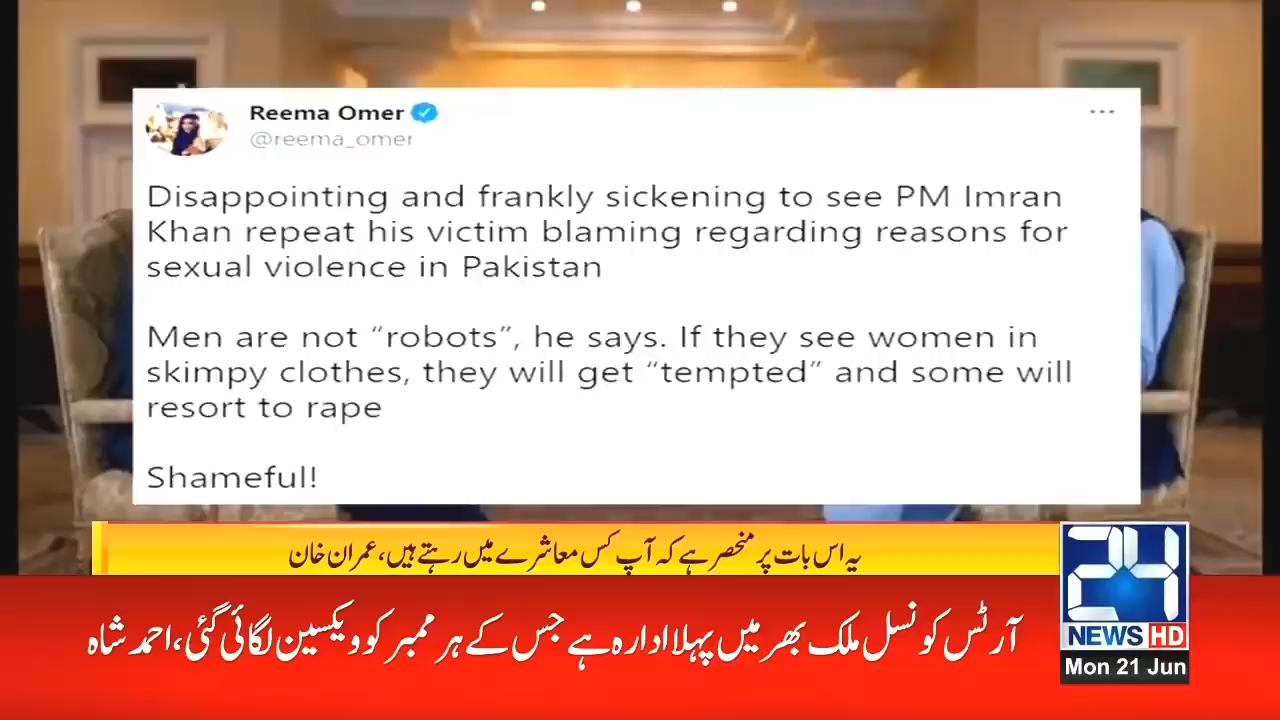 Reema Omer
@reema_omer
Disappointing and frankly sickening to see PM Imran
Khan repeat his victim blaming regarding reasons for
sexual violence in Pakistan
Men are not “robots”, he says. If they see women in
skimpy clothes, they will get “tempted” and some will
resort to rape
Shameful!
یہ اس بات پر منحصر ہے کہ آپ کس معاشرے میں رہتے ہیں، عمران خان
آرٹس کونسل ملک بھر میں پہلا ادارہ ہے جس کے ہر ممبر کو ویکسین لگائی گئی، احمد شاہ
24
NEWS HD
Mon 21 Jun